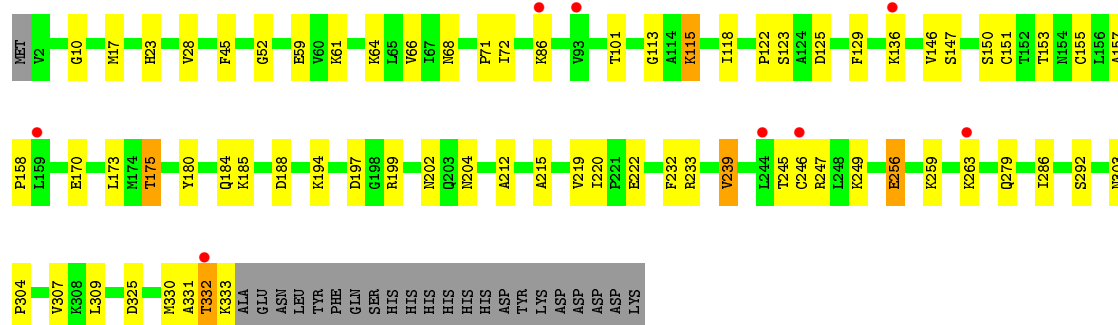 MET V2 G10 M17 H23 V28 F45 G52 E59 V60 K61 K64 L65 V66 I67 N68 P71 I72 K86 V93 T101 G113 A114 K115 I118 P122 S123 A124 D125 F129 K136 V146 S147 S150 C151 T152 T153 N154 C155 L156 A157
P158 L159 E170 L173 M174 T175 Y180 Q184 K185 D188 K194 D197 G198 R199 N202 Q203 N204 A212 A215 V219 I220 P221 E222 F232 R233 V239 L244 T245 C246 R247 L248 K249 E256 K259 K263 Q279 I286 S292 N303
P304 V307 K308 L309 D325 M330 A331 T332 K333 ALA GLU ASN LEU TYR PHE GLN SER HIS HIS HIS HIS HIS HIS ASP TYR LYS ASP ASP ASP ASP LYS